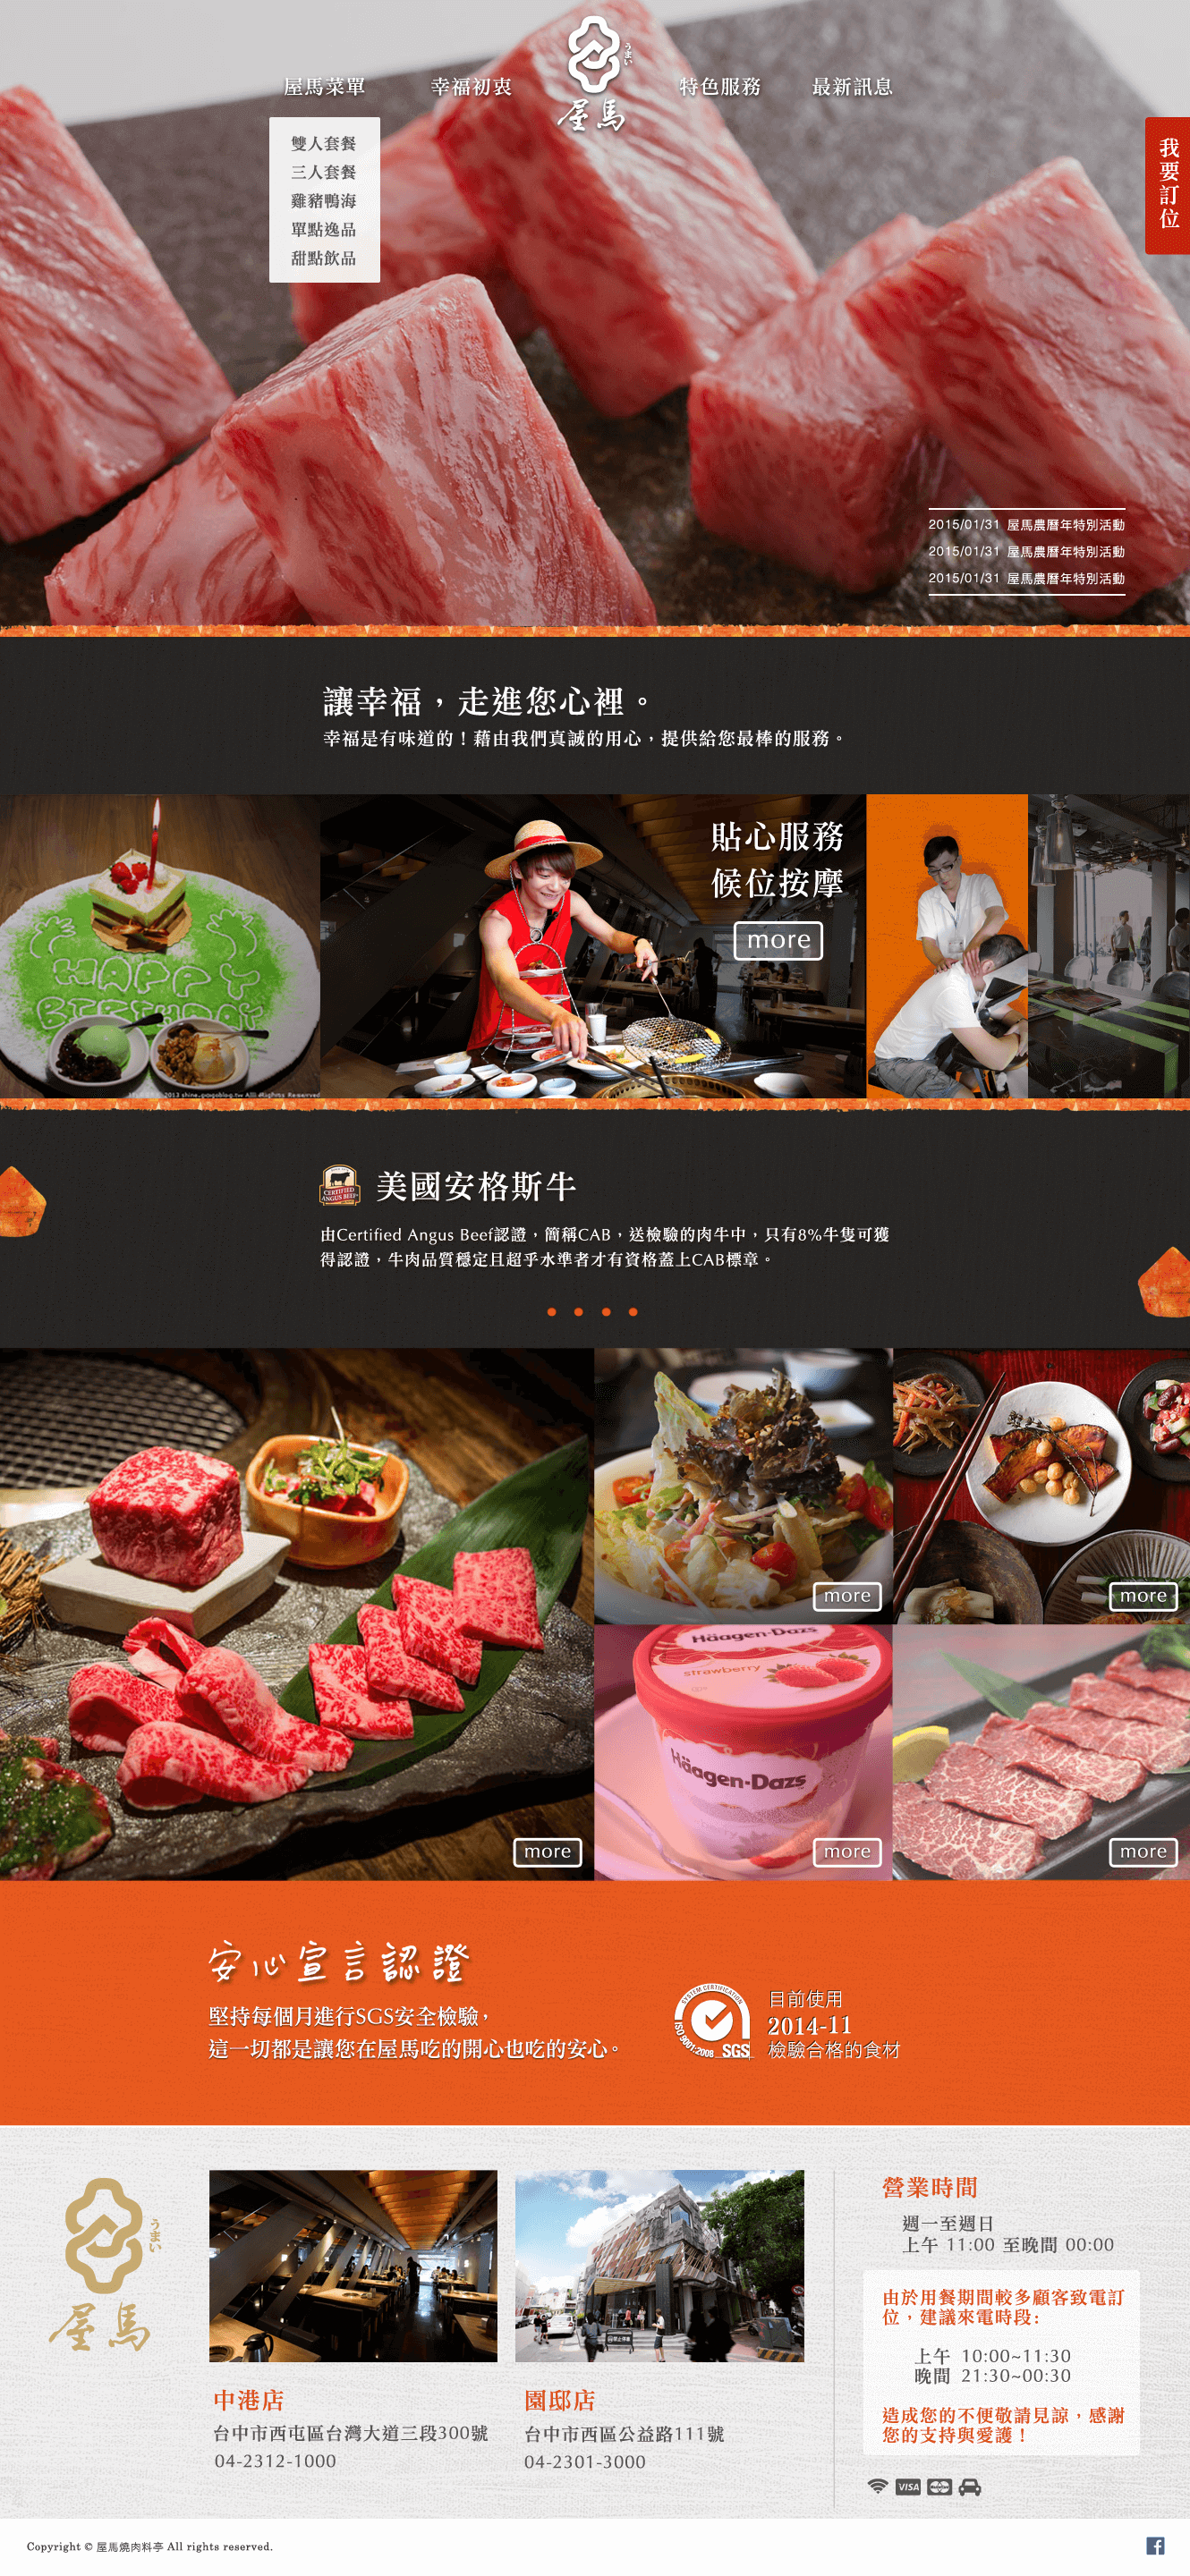 屋馬菜單
幸福初衷
うまい
屋馬
特色服務
最新訊息
雙人套餐
三人套餐
雞豬鴨海
單點逸品
甜點飲品
我要訂位
2015/01/31 屋馬農曆年特別活動
2015/01/31 屋馬農曆年特別活動
2015/01/31 屋馬農曆年特別活動
讓幸福，走進您心裡。
幸福是有味道的！藉由我們真誠的用心，提供給您最棒的服務。
HAPPY
BIRTHDAY
貼心服務
候位按摩
more
CERTIFIED
ANGUS BEEF
美國安格斯牛
由Certified Angus Beef認證，簡稱CAB，送檢驗的肉牛中，只有8%牛隻可獲
得認證，牛肉品質穩定且超乎水準者才有資格蓋上CAB標章。
more
more
more
Häagen-Dazs
strawberry
Häagen-Dazs
more
more
安心宣言認證
堅持每個月進行SGS安全檢驗，
這一切都是讓您在屋馬吃的開心也吃的安心。
SYSTEM CERTIFICATION
ISO 9001:2008
SGS
目前使用
2014-11
檢驗合格的食材
うまい
屋馬
中港店
台中市西屯區台灣大道三段300號
04-2312-1000
園邸店
台中市西區公益路111號
04-2301-3000
營業時間
週一至週日
上午 11:00 至晚間 00:00
由於用餐期間較多顧客致電訂
位，建議來電時段:
上午 10:00~11:30
晚間 21:30~00:30
造成您的不便敬請見諒，感謝
您的支持與愛護！
VISA
Copyright © 屋馬燒肉料亭 All rights reserved.